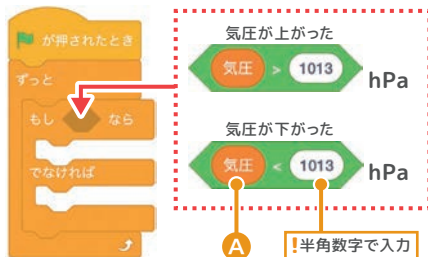 が押されたとき
ずっと
もし なら
でなければ
気圧が上がった
気圧 > 1013 hPa
気圧が下がった
気圧 < 1013 hPa
A
!半角数字で入力